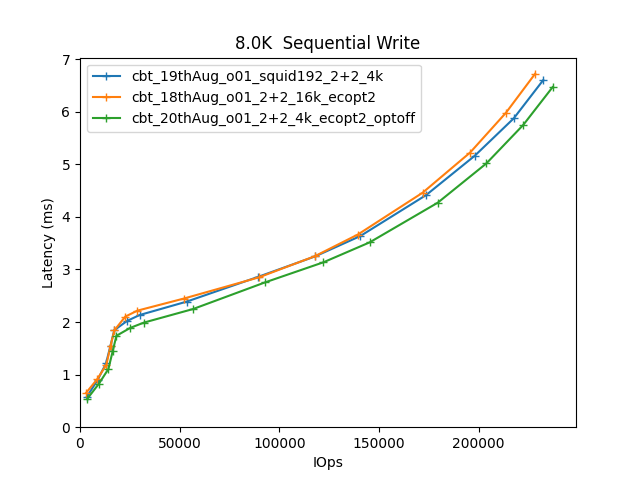 8.0K  Sequential Write
cbt_19thAug_o01_squid192_2+2_4k
cbt_18thAug_o01_2+2_16k_ecopt2
cbt_20thAug_o01_2+2_4k_ecopt2_optoff
Latency (ms)
7
6
5
4
3
2
1
0
0 50000 100000 150000 200000
IOps